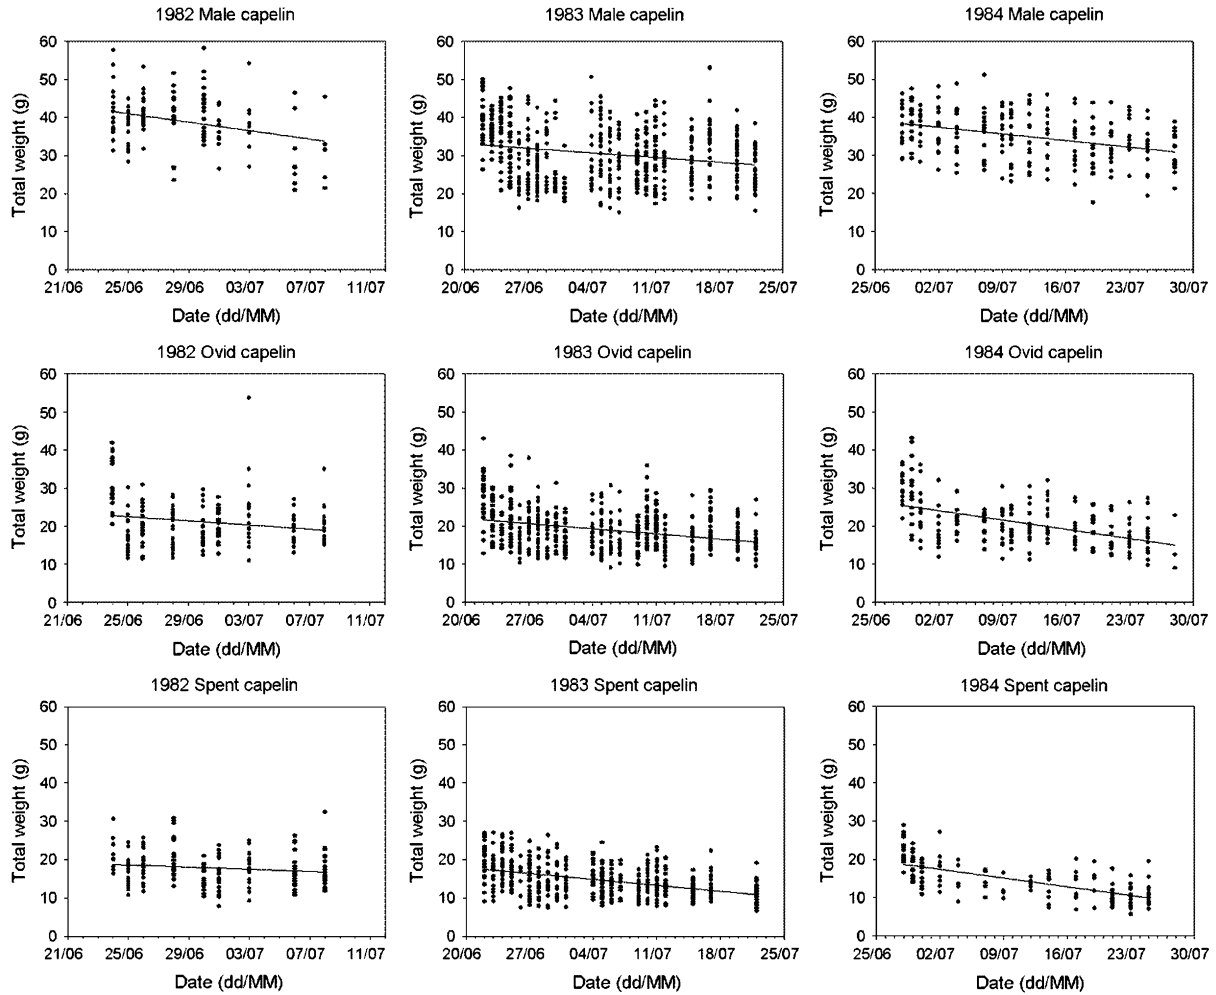 1982 Male capelin
Total weight (g)
60
50
40
30
20
10
0
21/06 25/06 29/06 03/07 07/07 11/07
Date (dd/MM)
1983 Male capelin
Total weight (g)
60
50
40
30
20
10
0
20/06 27/06 04/07 11/07 18/07 25/07
Date (dd/MM)
1984 Male capelin
Total weight (g)
60
50
40
30
20
10
0
25/06 02/07 09/07 16/07 23/07 30/07
Date (dd/MM)
1982 Ovid capelin
Total weight (g)
60
50
40
30
20
10
0
21/06 25/06 29/06 03/07 07/07 11/07
Date (dd/MM)
1983 Ovid capelin
Total weight (g)
60
50
40
30
20
10
0
20/06 27/06 04/07 11/07 18/07 25/07
Date (dd/MM)
1984 Ovid capelin
Total weight (g)
60
50
40
30
20
10
0
25/06 02/07 09/07 16/07 23/07 30/07
Date (dd/MM)
1982 Spent capelin
Total weight (g)
60
50
40
30
20
10
0
21/06 25/06 29/06 03/07 07/07 11/07
Date (dd/MM)
1983 Spent capelin
Total weight (g)
60
50
40
30
20
10
0
20/06 27/06 04/07 11/07 18/07 25/07
Date (dd/MM)
1984 Spent capelin
Total weight (g)
60
50
40
30
20
10
0
25/06 02/07 09/07 16/07 23/07 30/07
Date (dd/MM)